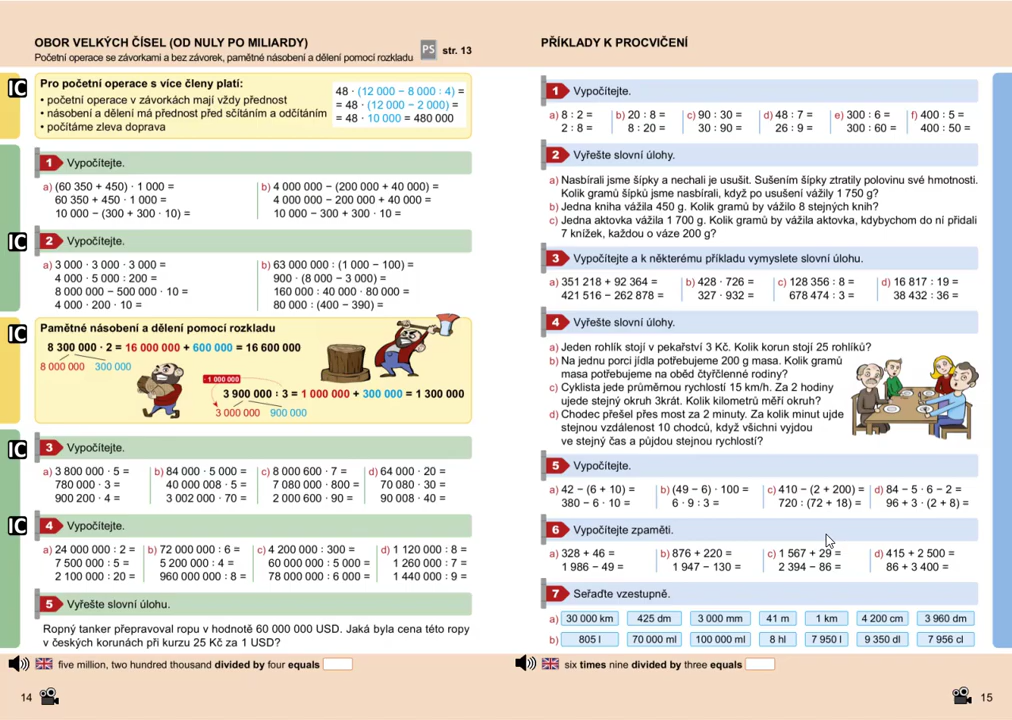 OBOR VELKÝCH ČÍSEL (OD NULY PO MILIARDY)
Početní operace se závorkami a bez závorek, pamětné násobení a dělení pomocí rozkladu
PS str. 13
IC
Pro početní operace s více členy platí:
• početní operace v závorkách mají vždy přednost
• násobení a dělení má přednost před sčítáním a odčítáním
• počítáme zleva doprava
48 · (12 000 − 8 000 : 4) =
= 48 · (12 000 − 2 000) =
= 48 · 10 000 = 480 000
1 Vypočítejte.
a) (60 350 + 450) · 1 000 =
60 350 + 450 · 1 000 =
10 000 − (300 + 300 · 10) =
b) 4 000 000 − (200 000 + 40 000) =
4 000 000 − 200 000 + 40 000 =
10 000 − 300 + 300 · 10 =
IC
2 Vypočítejte.
a) 3 000 · 3 000 · 3 000 =
4 000 · 5 000 : 200 =
8 000 000 − 500 000 · 10 =
4 000 · 200 · 10 =
b) 63 000 000 : (1 000 − 100) =
900 · (8 000 − 3 000) =
160 000 : 40 000 · 80 000 =
80 000 : (400 − 390) =
IC
Pamětné násobení a dělení pomocí rozkladu
8 300 000 · 2 = 16 000 000 + 600 000 = 16 600 000
8 000 000 300 000
- 1 000 000
3 900 000 : 3 = 1 000 000 + 300 000 = 1 300 000
3 000 000 900 000
IC
3 Vypočítejte.
a) 3 800 000 · 5 =
780 000 · 3 =
900 200 · 4 =
b) 84 000 · 5 000 =
40 000 008 · 5 =
3 002 000 · 70 =
c) 8 000 600 · 7 =
7 080 000 · 800 =
2 000 600 · 90 =
d) 64 000 · 20 =
70 080 · 30 =
90 008 · 40 =
IC
4 Vypočítejte.
a) 24 000 000 : 2 =
7 500 000 : 5 =
2 100 000 : 20 =
b) 72 000 000 : 6 =
5 200 000 : 4 =
960 000 000 : 8 =
c) 4 200 000 : 300 =
60 000 000 : 5 000 =
78 000 000 : 6 000 =
d) 1 120 000 : 8 =
1 260 000 : 7 =
1 440 000 : 9 =
5 Vyřešte slovní úlohu.
Ropný tanker přepravoval ropu v hodnotě 60 000 000 USD. Jaká byla cena této ropy
v českých korunách při kurzu 25 Kč za 1 USD?
five million, two hundred thousand divided by four equals
14
PŘÍKLADY K PROCVIČENÍ
1 Vypočítejte.
a) 8 : 2 =
2 : 8 =
b) 20 : 8 =
8 : 20 =
c) 90 : 30 =
30 : 90 =
d) 48 : 7 =
26 : 9 =
e) 300 : 6 =
300 : 60 =
f) 400 : 5 =
400 : 50 =
2 Vyřešte slovní úlohy.
a) Nasbírali jsme šípky a nechali je usušit. Sušením šípky ztratily polovinu své hmotnosti.
Kolik gramů šípků jsme nasbírali, když po usušení vážily 1 750 g?
b) Jedna kniha vážila 450 g. Kolik gramů by vážilo 8 stejných knih?
c) Jedna aktovka vážila 1 700 g. Kolik gramů by vážila aktovka, kdybychom do ní přidali
7 knížek, každou o váze 200 g?
3 Vypočítejte a k některému příkladu vymyslete slovní úlohu.
a) 351 218 + 92 364 =
421 516 − 262 878 =
b) 428 · 726 =
327 · 932 =
c) 128 356 : 8 =
678 474 : 3 =
d) 16 817 : 19 =
38 432 : 36 =
4 Vyřešte slovní úlohy.
a) Jeden rohlík stojí v pekařství 3 Kč. Kolik korun stojí 25 rohlíků?
b) Na jednu porci jídla potřebujeme 200 g masa. Kolik gramů
masa potřebujeme na oběd čtyřčlenné rodiny?
c) Cyklista jede průměrnou rychlostí 15 km/h. Za 2 hodiny
ujede stejný okruh 3krát. Kolik kilometrů měří okruh?
d) Chodec přešel přes most za 2 minuty. Za kolik minut ujde
stejnou vzdálenost 10 chodců, když všichni vyjdou
ve stejný čas a půjdou stejnou rychlostí?
5 Vypočítejte.
a) 42 − (6 + 10) =
380 − 6 · 10 =
b) (49 − 6) · 100 =
6 · 9 : 3 =
c) 410 − (2 + 200) =
720 : (72 + 18) =
d) 84 − 5 · 6 − 2 =
96 + 3 · (2 + 8) =
6 Vypočítejte zpaměti.
a) 328 + 46 =
1 986 − 49 =
b) 876 + 220 =
1 947 − 130 =
c) 1 567 + 29 =
2 394 − 86 =
d) 415 + 2 500 =
86 + 3 400 =
7 Seřaďte vzestupně.
a) 30 000 km 425 dm 3 000 mm 41 m 1 km 4 200 cm 3 960 dm
b) 805 l 70 000 ml 100 000 ml 8 hl 7 950 l 9 350 dl 7 956 cl
six times nine divided by three equals
15